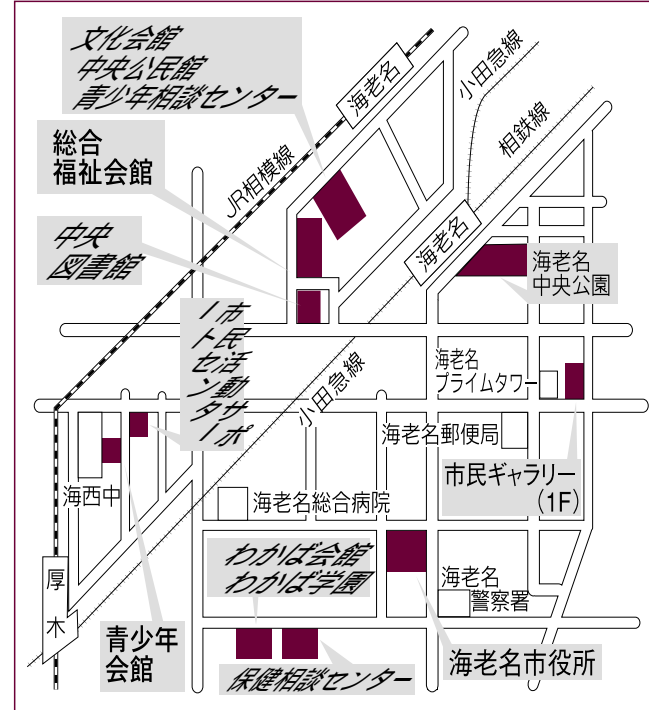 文化会館
中央公民館
青少年相談センター
海老名
小田急線
総合
福祉会館
相鉄線
JR相模線
中央
図書館
海老名
海老名
中央公園
市民活動サポ
ートセンター
海老名
プライムタワー
小田急線
海老名郵便局
市民ギャラリー
(1F)
海西中
海老名総合病院
わかば会館
わかば学園
海老名
警察署
厚木
青少年
会館
海老名市役所
保健相談センター